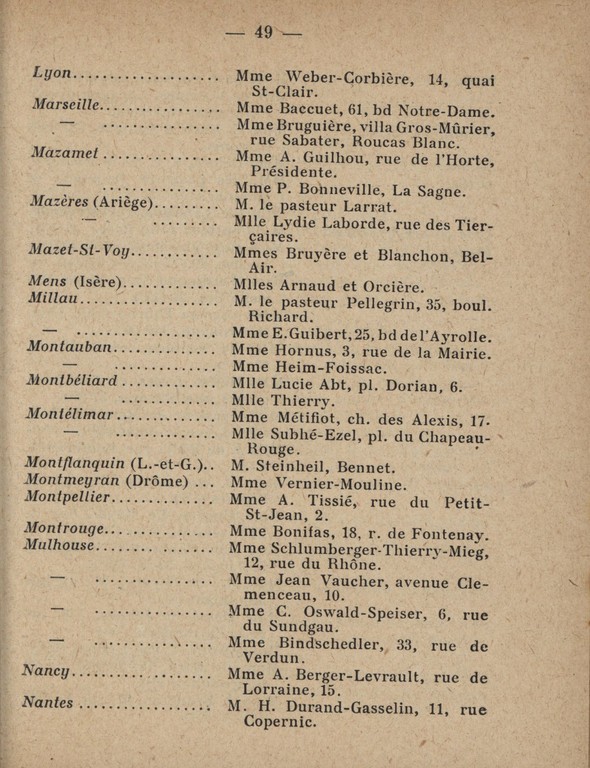 — 49 —
Lyon.................... Mme Weber-Corbière, 14, quai
St-Clair.
Marseille................. Mme Baccuet, 61, bd Notre-Dame.
— ................ Mme Bruguière, villa Gros-Mûrier,
rue Sabater, Roucas Blanc.
Mazamet ................ Mme A. Guilhou, rue de l'Horte,
Présidente.
— ................ Mme P. Bonneville, La Sagne.
Mazères (Ariège)......... M. le pasteur Larrat.
— ......... Mlle Lydie Laborde, rue des Tier-
çaires.
Mazet-St-Voy............ Mmes Bruyère et Blanchon, Bel-
Air.
Mens (Isère)............. Mlles Arnaud et Orcière.
Millau................... M. le pasteur Pellegrin, 35, boul.
Richard.
— ................... Mme E. Guibert, 25, bd de l'Ayrolle.
Montauban.............. Mme Hornus, 3, rue de la Mairie.
— .............. Mme Heim-Foissac.
Montbéliard ............. Mlle Lucie Abt, pl. Dorian, 6.
— ............. Mlle Thierry.
Montélimar.............. Mme Métifiot, ch. des Alexis, 17.
— .............. Mlle Subhé-Ezel, pl. du Chapeau-
Rouge.
Montflanquin (L.-et-G.).. M. Steinheil, Bennet.
Montmeyran (Drôme) ... Mme Vernier-Mouline.
Montpellier.............. Mme A. Tissié, rue du Petit-
St-Jean, 2.
Montrouge............... Mme Bonifas, 18, r. de Fontenay.
Mulhouse................ Mme Schlumberger-Thierry-Mieg,
12, rue du Rhône.
— ................ Mme Jean Vaucher, avenue Cle-
menceau, 10.
— ................ Mme C. Oswald-Speiser, 6, rue
du Sundgau.
— ................ Mme Bindschedler, 33, rue de
Verdun.
Nancy.................... Mme A. Berger-Levrault, rue de
Lorraine, 15.
Nantes .................. M. H. Durand-Gasselin, 11, rue
Copernic.